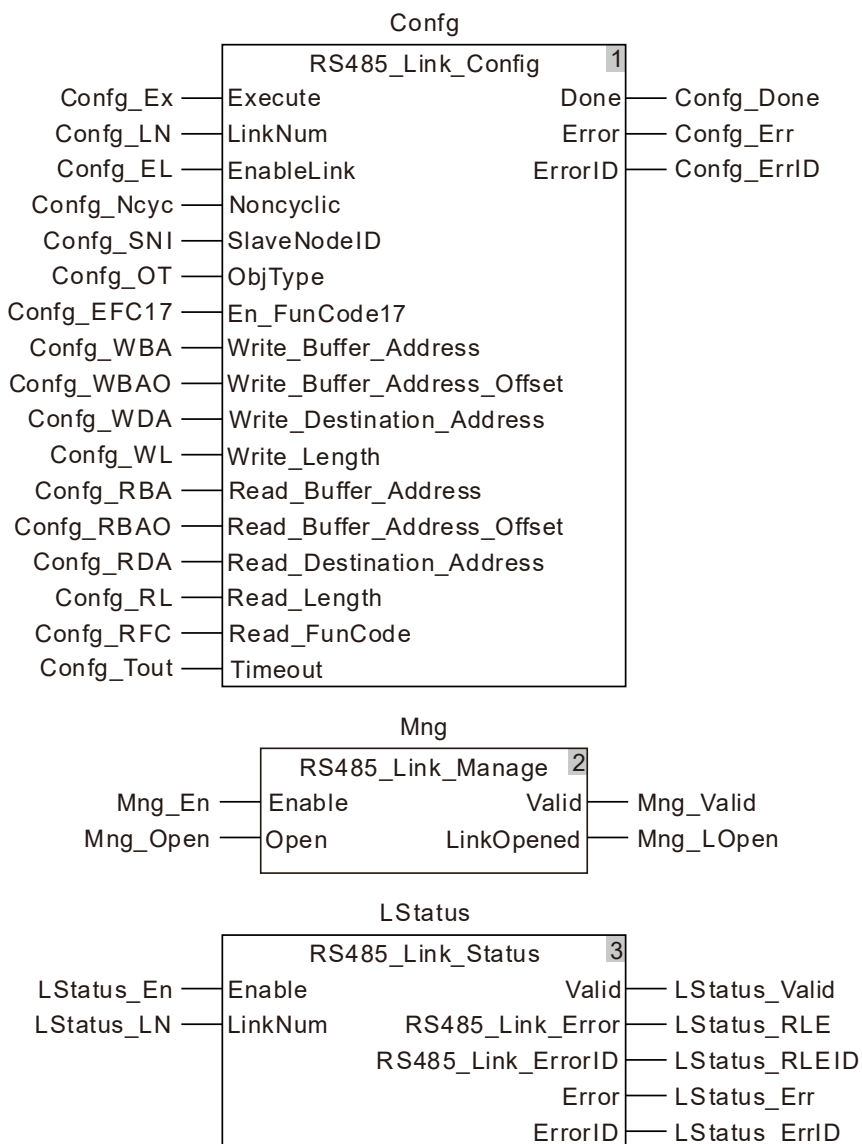 Confg
RS485_Link_Config 1
Confg_Ex Execute Done Confg_Done
Confg_LN LinkNum Error Confg_Err
Confg_EL EnableLink ErrorID Confg_ErrID
Confg_Ncyc Noncyclic
Confg_SNI SlaveNodeID
Confg_OT ObjType
Confg_EFC17 En_FunCode17
Confg_WBA Write_Buffer_Address
Confg_WBAO Write_Buffer_Address_Offset
Confg_WDA Write_Destination_Address
Confg_WL Write_Length
Confg_RBA Read_Buffer_Address
Confg_RBAO Read_Buffer_Address_Offset
Confg_RDA Read_Destination_Address
Confg_RL Read_Length
Confg_RFC Read_FunCode
Confg_Tout Timeout
Mng
RS485_Link_Manage 2
Mng_En Enable Valid Mng_Valid
Mng_Open Open LinkOpened Mng_LOpen
LStatus
RS485_Link_Status 3
LStatus_En Enable Valid LStatus_Valid
LStatus_LN LinkNum RS485_Link_Error LStatus_RLE
RS485_Link_ErrorID LStatus_RLEID
Error LStatus_Err
ErrorID LStatus_ErrID